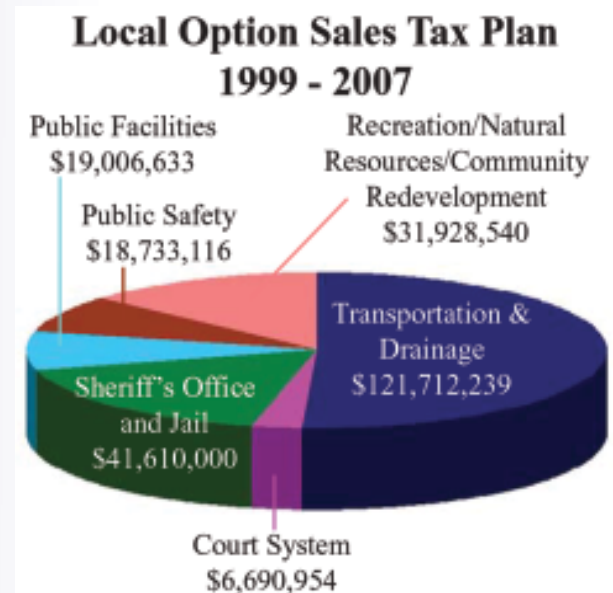 Local Option Sales Tax Plan
1999 - 2007
Public Facilities
$19,006,633
Recreation/Natural
Resources/Community
Redevelopment
$31,928,540
Public Safety
$18,733,116
Transportation &
Drainage
$121,712,239
Sheriff's Office
and Jail
$41,610,000
Court System
$6,690,954